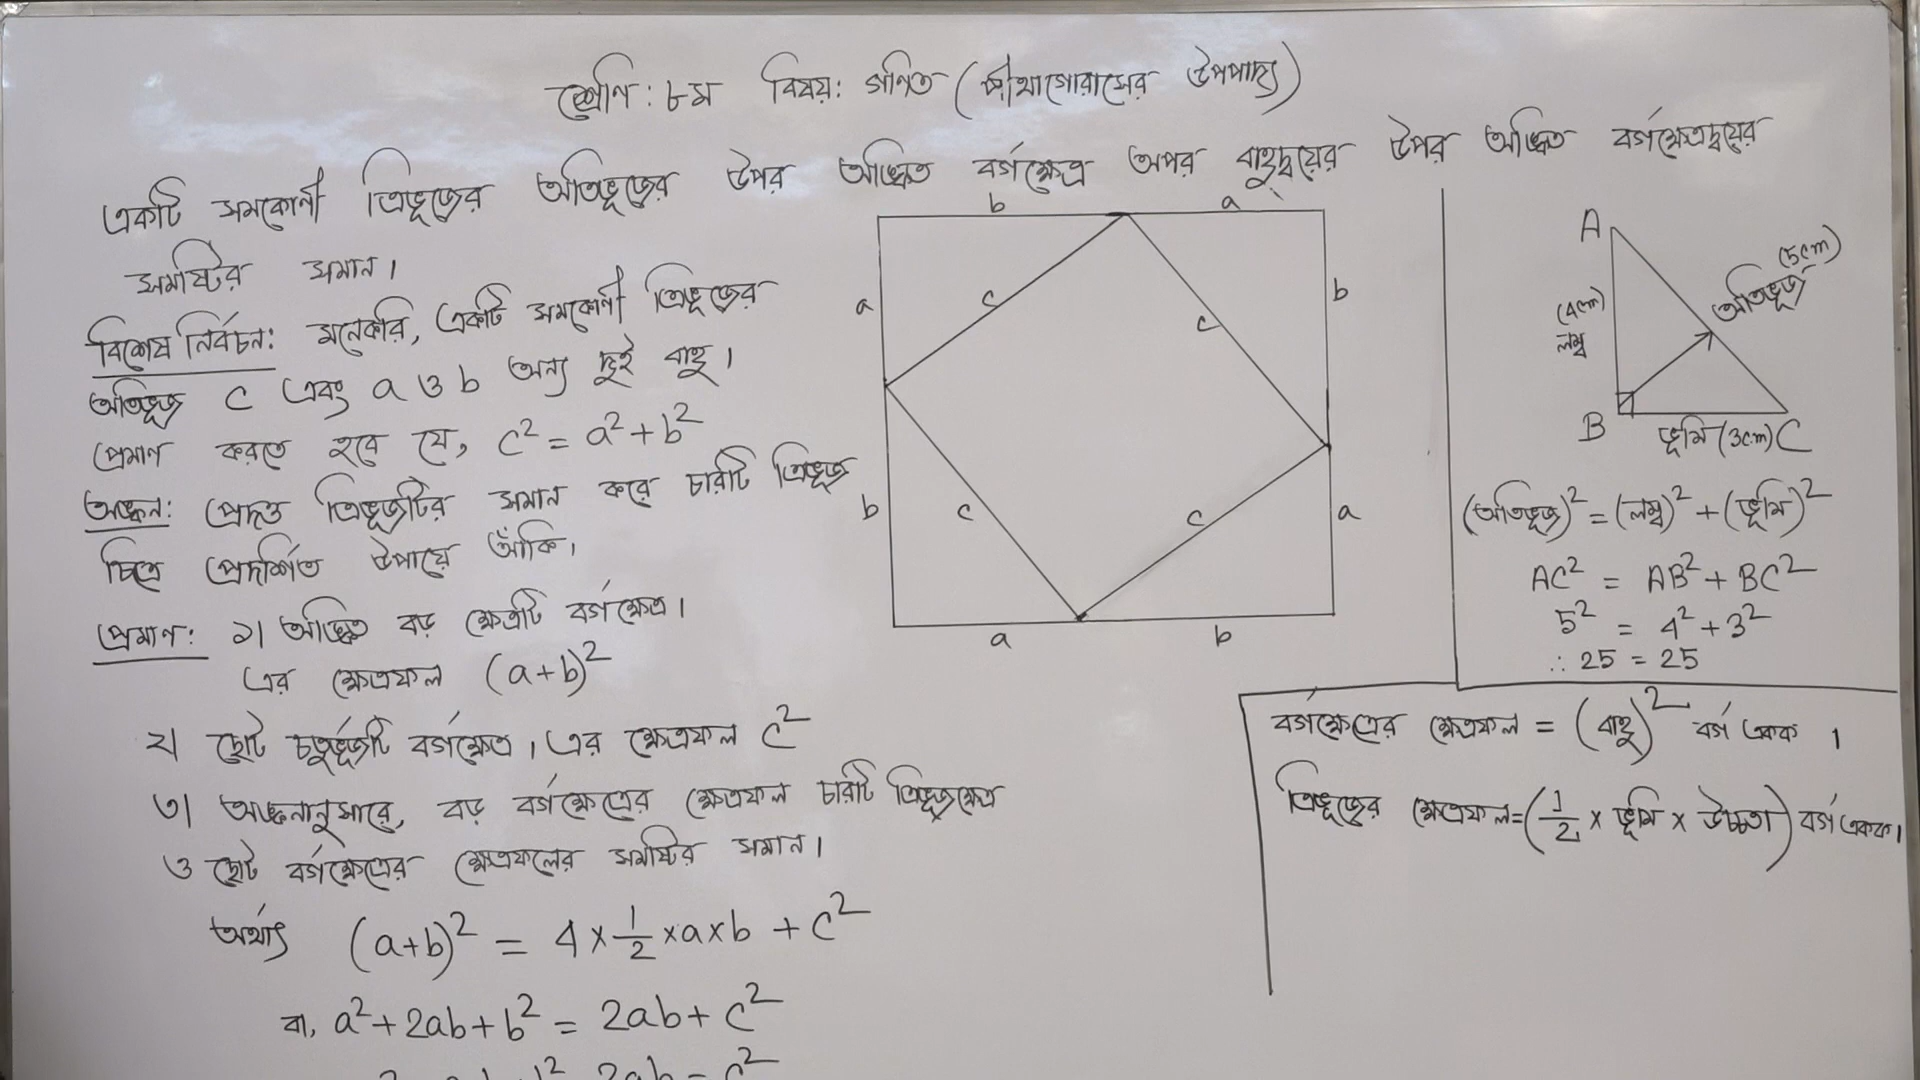 শ্রেণি: ৮ম বিষয়: গণিত (পীথাগোরাসের উপপাদ্য)
একটি সমকোণী ত্রিভূজের অতিভূজের উপর অঙ্কিত বর্গক্ষেত্র অপর বাহুদ্বয়ের উপর অঙ্কিত বর্গক্ষেত্রদ্বয়ের
সমষ্টির সমান।
বিশেষ নির্বচন: মনেকরি, একটি সমকোণী ত্রিভূজের
অতিভূজ c এবং a ও b অন্য দুই বাহু।
প্রমাণ করতে হবে যে, c² = a² + b²
অঙ্কন: প্রদত্ত ত্রিভূজটির সমান করে চারটি ত্রিভূজ
চিত্রে প্রদর্শিত উপায়ে আঁকি।
প্রমাণ: ১। অঙ্কিত বড় ক্ষেত্রটি বর্গক্ষেত্র।
এর ক্ষেত্রফল (a+b)²
২। ছোট চতুর্ভূজটি বর্গক্ষেত্র। এর ক্ষেত্রফল c²
৩। অঙ্কনানুসারে, বড় বর্গক্ষেত্রের ক্ষেত্রফল চারটি ত্রিভূজক্ষেত্র
ও ছোট বর্গক্ষেত্রের ক্ষেত্রফলের সমষ্টির সমান।
অর্থাৎ (a+b)² = 4 × 1/2 × a × b + c²
বা, a² + 2ab + b² = 2ab + c²
b a
a c c b
b c c a
a b
A
(5cm)
অতিভূজ
(4cm)
লম্ব
B ভূমি (3cm) C
(অতিভূজ)² = (লম্ব)² + (ভূমি)²
AC² = AB² + BC²
5² = 4² + 3²
∴ 25 = 25
বর্গক্ষেত্রের ক্ষেত্রফল = (বাহু)² বর্গ একক।
ত্রিভূজের ক্ষেত্রফল = (1/2 × ভূমি × উচ্চতা) বর্গ একক।